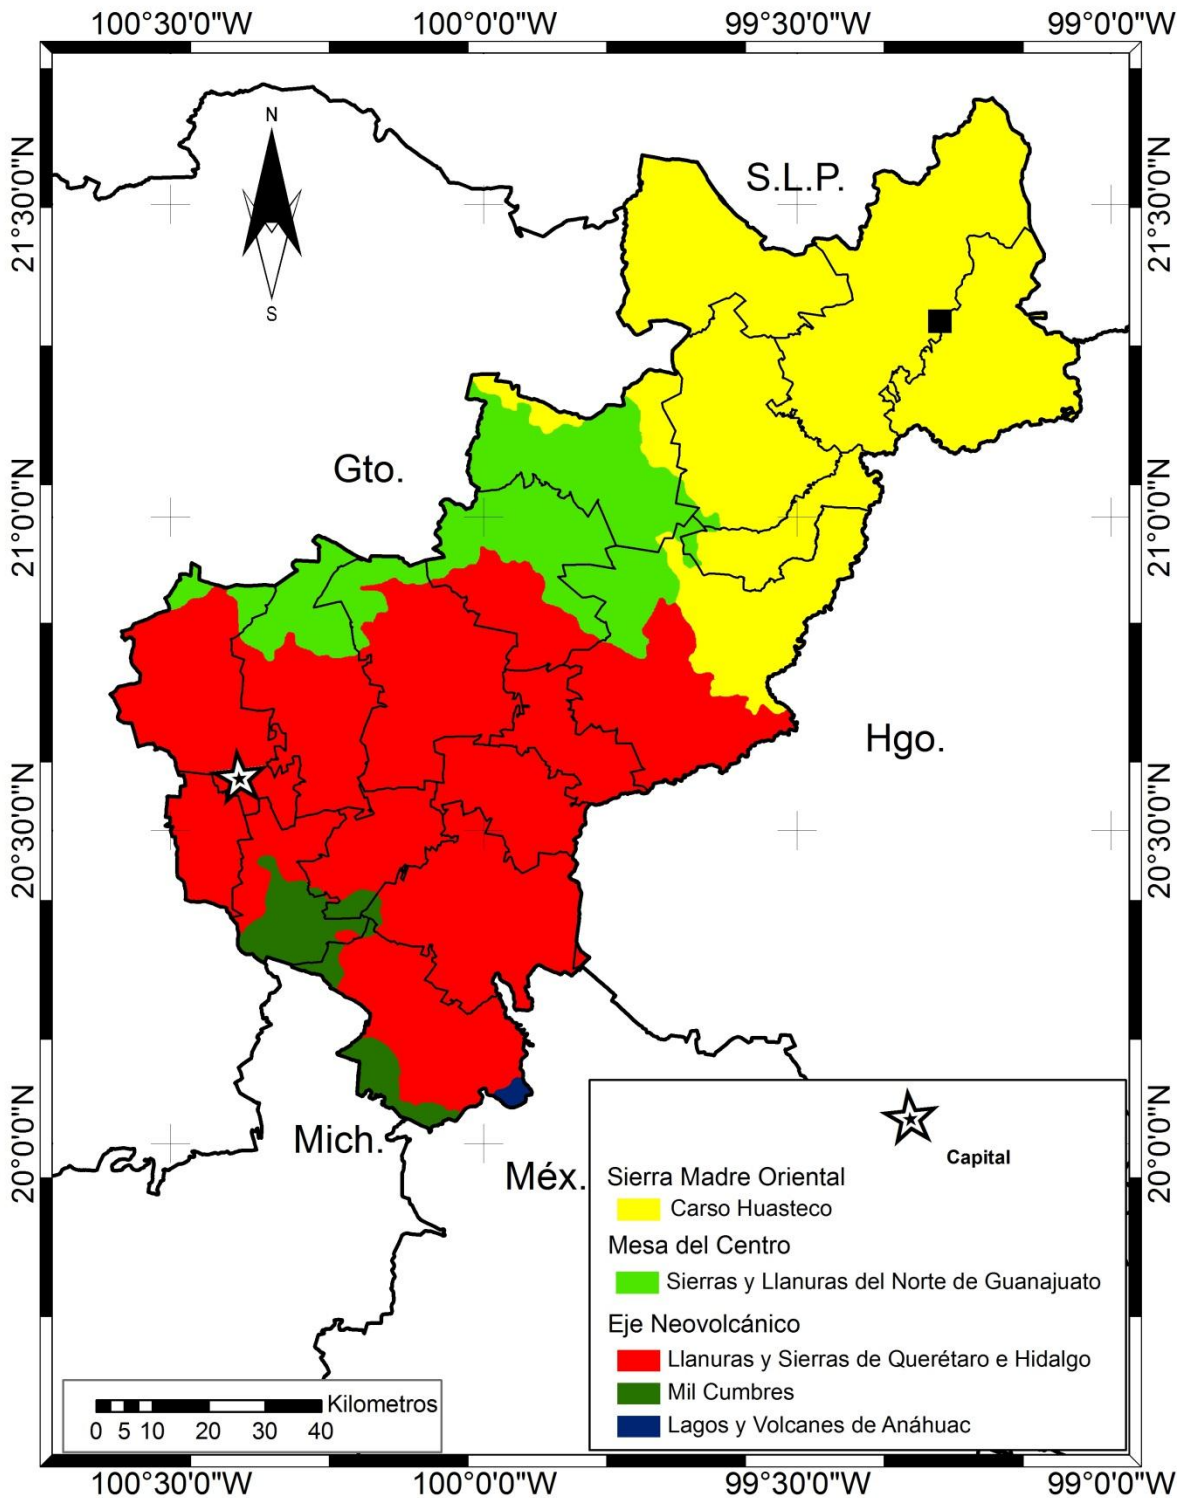 100°30'0"W 100°0'0"W 99°30'0"W 99°0'0"W
N
S
S.L.P.
21°30'0"N
21°30'0"N
Gto.
21°0'0"N
21°0'0"N
Hgo.
20°30'0"N
20°30'0"N
Mich.
Méx.
20°0'0"N
20°0'0"N
Capital
Sierra Madre Oriental
Carso Huasteco
Mesa del Centro
Sierras y Llanuras del Norte de Guanajuato
Eje Neovolcánico
Llanuras y Sierras de Querétaro e Hidalgo
Mil Cumbres
Lagos y Volcanes de Anáhuac
Kilometros
0 5 10 20 30 40
100°30'0"W 100°0'0"W 99°30'0"W 99°0'0"W